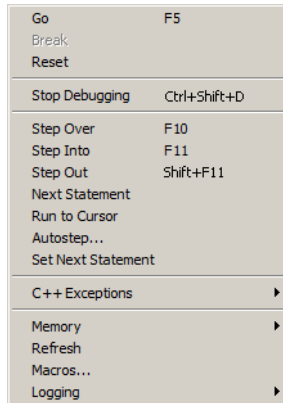 Go F5
Break
Reset
Stop Debugging Ctrl+Shift+D
Step Over F10
Step Into F11
Step Out Shift+F11
Next Statement
Run to Cursor
Autostep...
Set Next Statement
C++ Exceptions
Memory
Refresh
Macros...
Logging